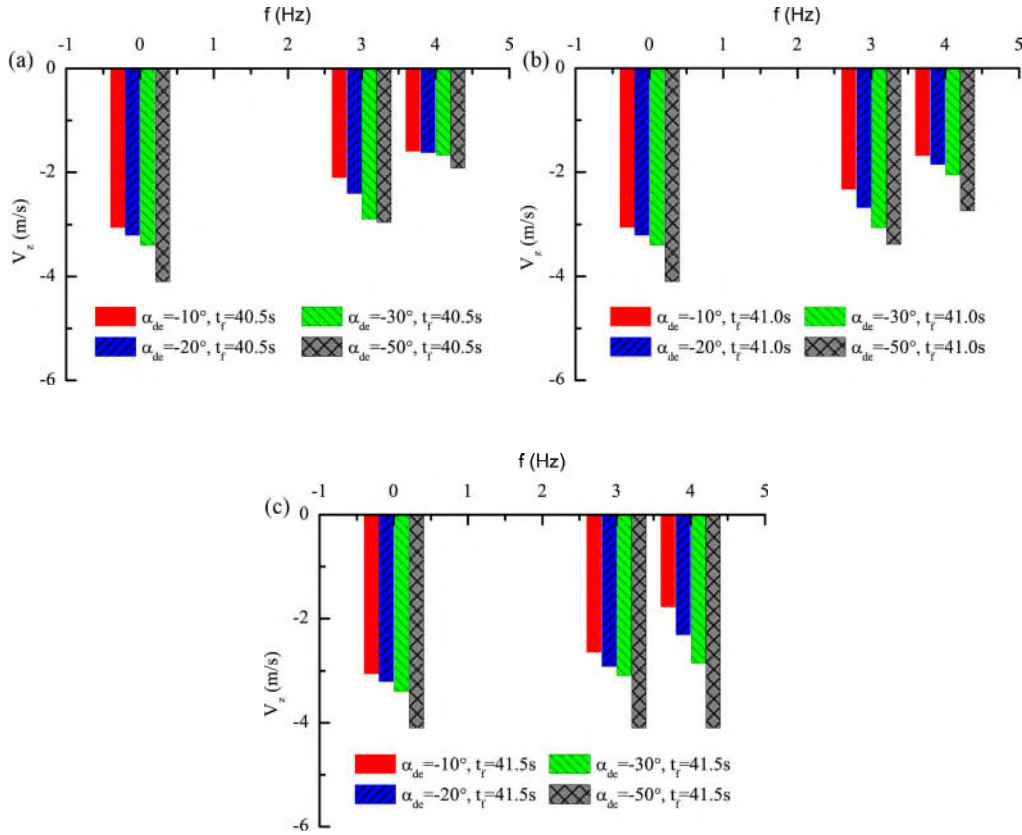 f (Hz)
-1 0 1 2 3 4 5
(a)
0
-2
-4
-6
V_z (m/s)
α_de=-10°, t_f=40.5s
α_de=-30°, t_f=40.5s
α_de=-20°, t_f=40.5s
α_de=-50°, t_f=40.5s
f (Hz)
-1 0 1 2 3 4 5
(b)
0
-2
-4
-6
V_z (m/s)
α_de=-10°, t_f=41.0s
α_de=-30°, t_f=41.0s
α_de=-20°, t_f=41.0s
α_de=-50°, t_f=41.0s
f (Hz)
-1 0 1 2 3 4 5
(c)
0
-2
-4
-6
V_z (m/s)
α_de=-10°, t_f=41.5s
α_de=-30°, t_f=41.5s
α_de=-20°, t_f=41.5s
α_de=-50°, t_f=41.5s